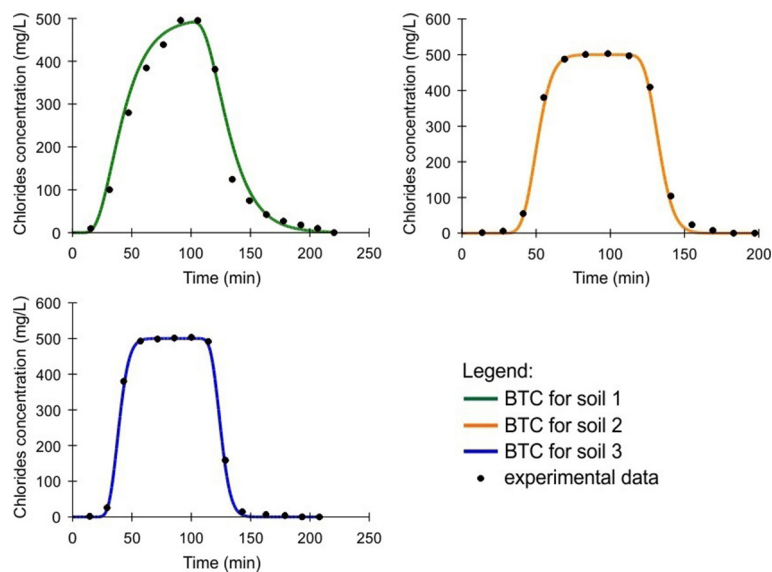 Chlorides concentration (mg/L)
500
400
300
200
100
0
0 50 100 150 200 250
Time (min)
Chlorides concentration (mg/L)
600
500
400
300
200
100
0
0 50 100 150 200
Time (min)
Chlorides concentration (mg/L)
600
500
400
300
200
100
0
0 50 100 150 200 250
Time (min)
Legend:
BTC for soil 1
BTC for soil 2
BTC for soil 3
experimental data